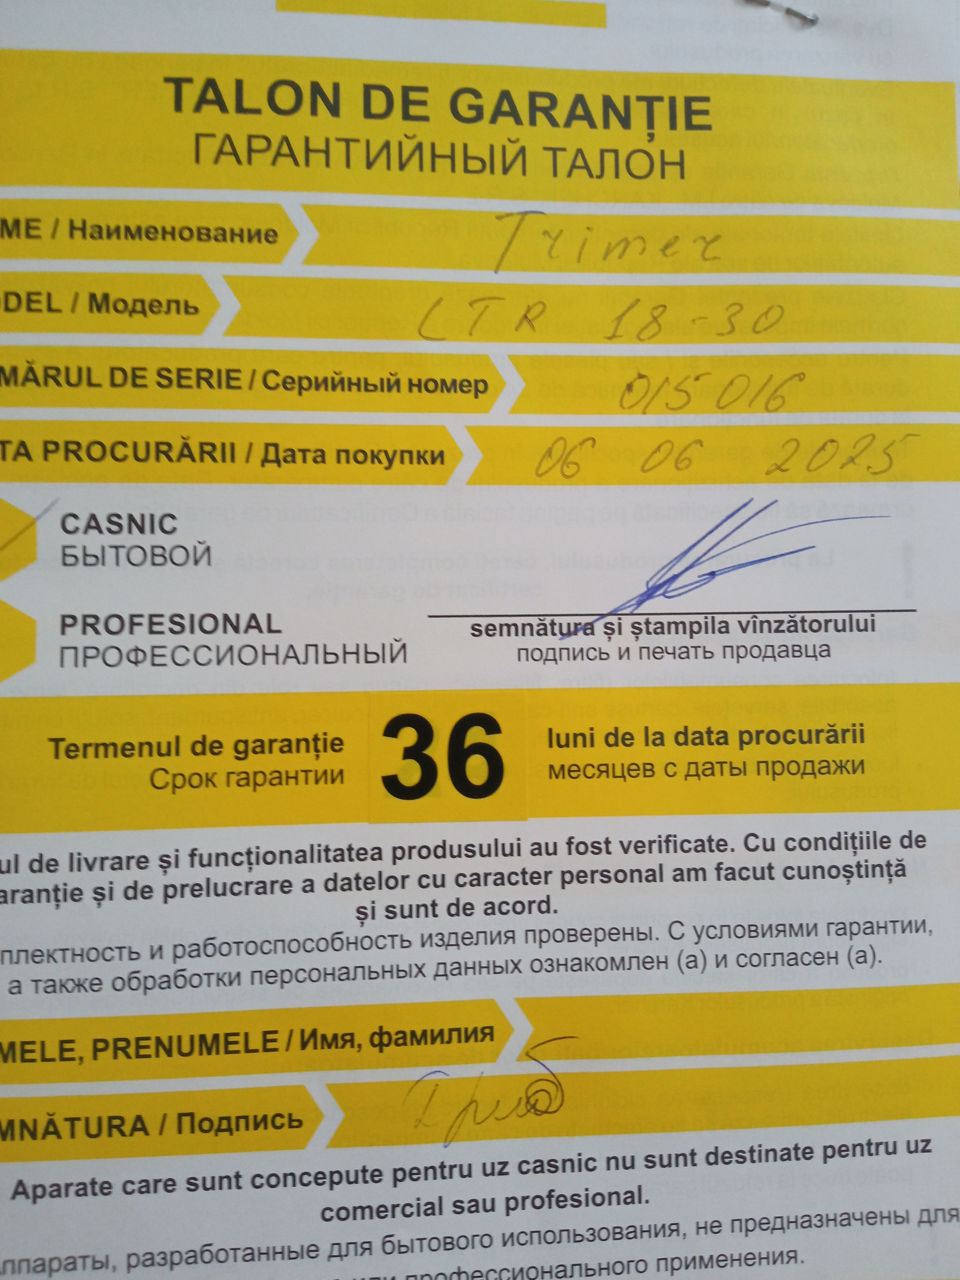 TALON DE GARANȚIE
ГАРАНТИЙНЫЙ ТАЛОН
ME / Наименование Trimer
DEL / Модель LTR 18-30
MĂRUL DE SERIE / Серийный номер 015016
TA PROCURĂRII / Дата покупки 06 06 2025
CASNIC
БЫТОВОЙ
PROFESIONAL
ПРОФЕССИОНАЛЬНЫЙ
semnătura și ștampila vînzătorului
подпись и печать продавца
Termenul de garanție 36 luni de la data procurării
Срок гарантии месяцев с даты продажи
ul de livrare și funcționalitatea produsului au fost verificate. Cu condițiile de
aranție și de prelucrare a datelor cu caracter personal am facut cunoștință
și sunt de acord.
плектность и работоспособность изделия проверены. С условиями гарантии,
а также обработки персональных данных ознакомлен (а) и согласен (а).
MELE, PRENUMELE / Имя, фамилия
MNĂTURA / Подпись
Aparate care sunt concepute pentru uz casnic nu sunt destinate pentru uz
comercial sau profesional.
Аппараты, разработанные для бытового использования, не предназначены для
или профессионального применения.